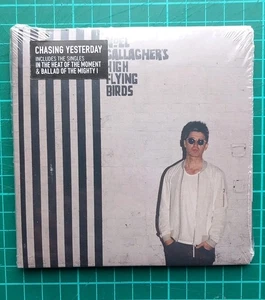 CHASING YESTERDAY
INCLUDES THE SINGLES
IN THE HEAT OF THE MOMENT
& BALLAD OF THE MIGHTY I
GALLAGHER'S
HIGH
FLYING
BIRDS